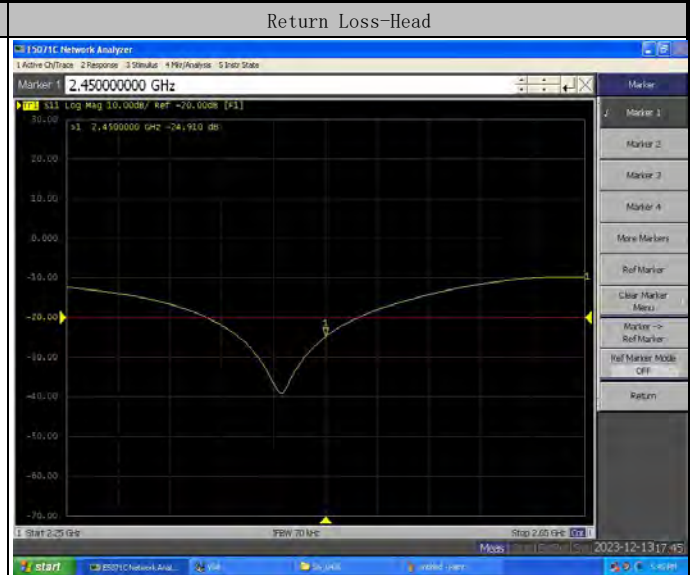 Return Loss-Head
E5071C Network Analyzer
1 Active Ch/Trace 2 Response 3 Stimulus 4 Mkr/Analysis 5 Instr State
Marker 1 2.450000000 GHz
Marker
Tr1 S11 Log Mag 10.00dB/ Ref -20.00dB [F1]
>1 2.4500000 GHz -24.910 dB
30.00
20.00
10.00
0.000
-10.00
-20.00
-30.00
-40.00
-50.00
-60.00
-70.00
1
1
Marker 1
Marker 2
Marker 3
Marker 4
More Markers
Ref Marker
Clear Marker
Menu
Marker ->
Ref Marker
Ref Marker Mode
OFF
Return
1 Start 2.25 GHz IFBW 70 kHz Stop 2.65 GHz Cor
Meas 2023-12-13 17:45
start E5071C Network Anal... 5:45 PM